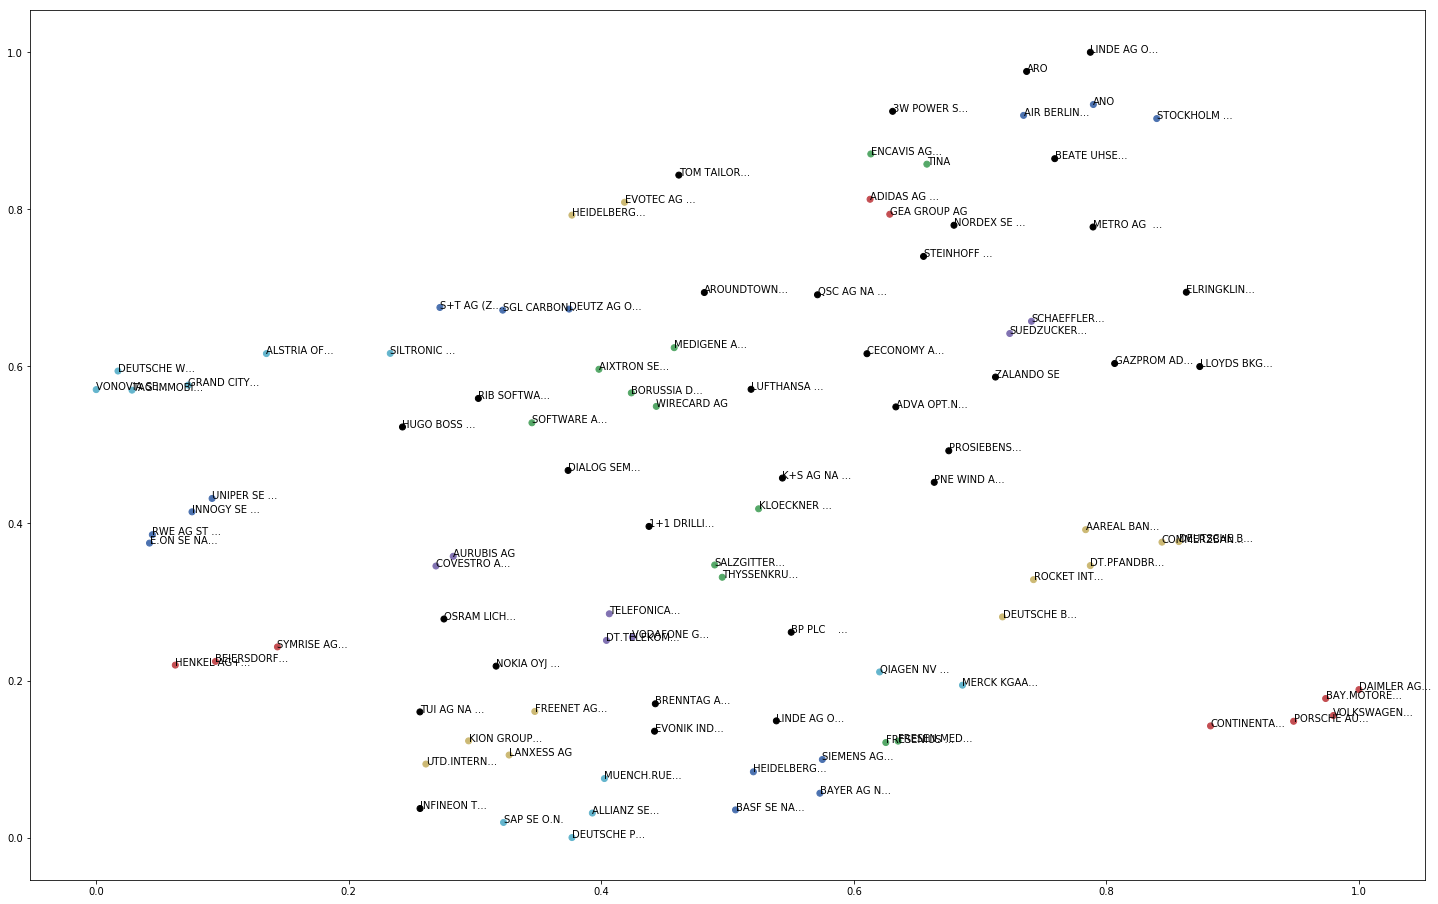 LINDE AG O...
1.0
ARO
ANO
3W POWER S...
AIR BERLIN...
STOCKHOLM ...
ENCAVIS AG...
BEATE UHSE...
TINA
TOM TAILOR...
EVOTEC AG ...
ADIDAS AG ...
0.8
HEIDELBERG...
GEA GROUP AG
NORDEX SE ...
METRO AG  ...
STEINHOFF ...
AROUNDTOWN...
QSC AG NA ...
ELRINGKLIN...
S+T AG (Z...
SGL CARBON...
DEUTZ AG O...
SCHAEFFLER...
SUEDZUCKER...
MEDIGENE A...
ALSTRIA OF...
SILTRONIC ...
CECONOMY A...
GAZPROM AD...
LLOYDS BKG...
0.6
DEUTSCHE W...
AIXTRON SE...
ZALANDO SE
VONOVIA SE...
TAG IMMOBI...
GRAND CITY...
RIB SOFTWA...
BORUSSIA D...
LUFTHANSA ...
WIRECARD AG
ADVA OPT.N...
HUGO BOSS ...
SOFTWARE A...
PROSIEBENS...
DIALOG SEM...
K+S AG NA ...
PNE WIND A...
UNIPER SE ...
INNOGY SE ...
KLOECKNER ...
0.4
1+1 DRILLI...
AAREAL BAN...
RWE AG ST ...
E.ON SE NA...
COMMERZBAN...
DEUTSCHE B...
AURUBIS AG
COVESTRO A...
SALZGITTER...
THYSSENKRU...
DT.PFANDBR...
ROCKET INT...
OSRAM LICH...
TELEFONICA...
DEUTSCHE B...
DT.TELEKOM...
VODAFONE G...
BP PLC    ...
SYMRISE AG...
HENKEL AG+...
BEIERSDORF...
NOKIA OYJ ...
QIAGEN NV ...
0.2
MERCK KGAA...
DAIMLER AG...
BAY.MOTORE...
TUI AG NA ...
FREENET AG...
BRENNTAG A...
VOLKSWAGEN...
LINDE AG O...
CONTINENTA...
PORSCHE AU...
EVONIK IND...
KION GROUP...
FRESENIUS ...
FRESEN.MED...
LANXESS AG
SIEMENS AG...
UTD.INTERN...
HEIDELBERG...
MUENCH.RUE...
BAYER AG N...
INFINEON T...
ALLIANZ SE...
BASF SE NA...
SAP SE O.N.
DEUTSCHE P...
0.0
0.0 0.2 0.4 0.6 0.8 1.0